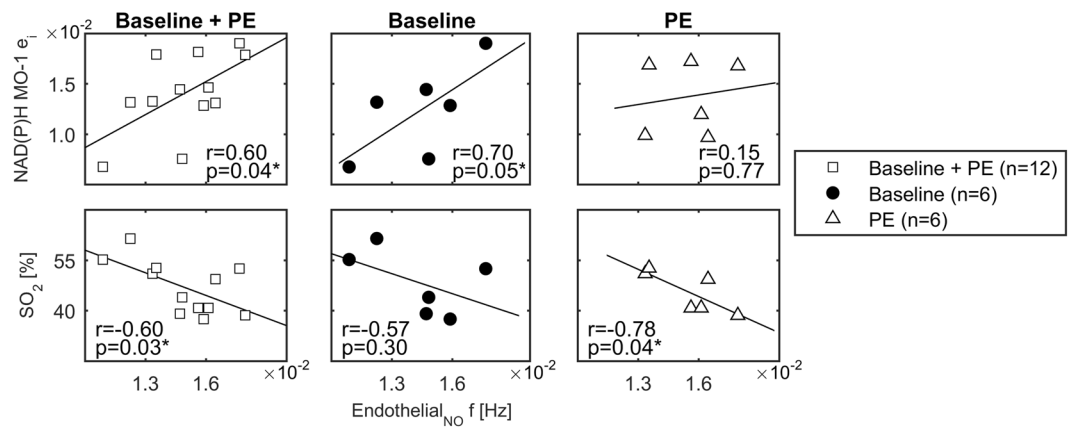 Baseline + PE
Baseline
PE
×10⁻²
NAD(P)H MO-1 eᵢ
1.5
1.0
r=0.60
p=0.04*
r=0.70
p=0.05*
r=0.15
p=0.77
Baseline + PE (n=12)
Baseline (n=6)
PE (n=6)
SO₂ [%]
55
40
r=-0.60
p=0.03*
r=-0.57
p=0.30
r=-0.78
p=0.04*
1.3 1.6 ×10⁻²
1.3 1.6 ×10⁻²
1.3 1.6 ×10⁻²
Endothelial_NO f [Hz]